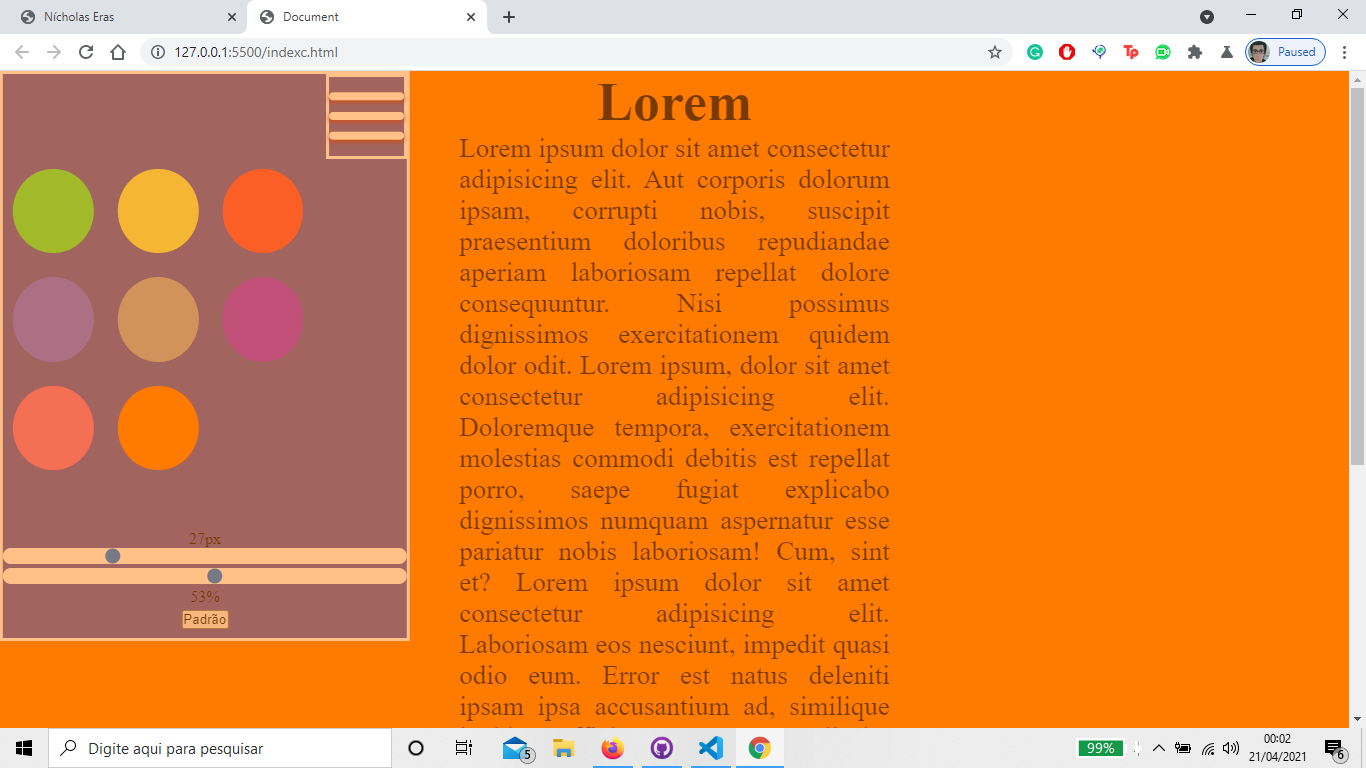 Nícholas Eras
Document
127.0.0.1:5500/indexc.html
Paused
Lorem
Lorem ipsum dolor sit amet consectetur
adipisicing elit. Aut corporis dolorum
ipsam, corrupti nobis, suscipit
praesentium doloribus repudiandae
aperiam laboriosam repellat dolore
consequuntur. Nisi possimus
dignissimos exercitationem quidem
dolor odit. Lorem ipsum, dolor sit amet
consectetur adipisicing elit.
Doloremque tempora, exercitationem
molestias commodi debitis est repellat
porro, saepe fugiat explicabo
dignissimos numquam aspernatur esse
pariatur nobis laboriosam! Cum, sint
et? Lorem ipsum dolor sit amet
consectetur adipisicing elit.
Laboriosam eos nesciunt, impedit quasi
odio eum. Error est natus deleniti
ipsam ipsa accusantium ad, similique
27px
53%
Padrão
Digite aqui para pesquisar
5
99%
00:02
21/04/2021
6